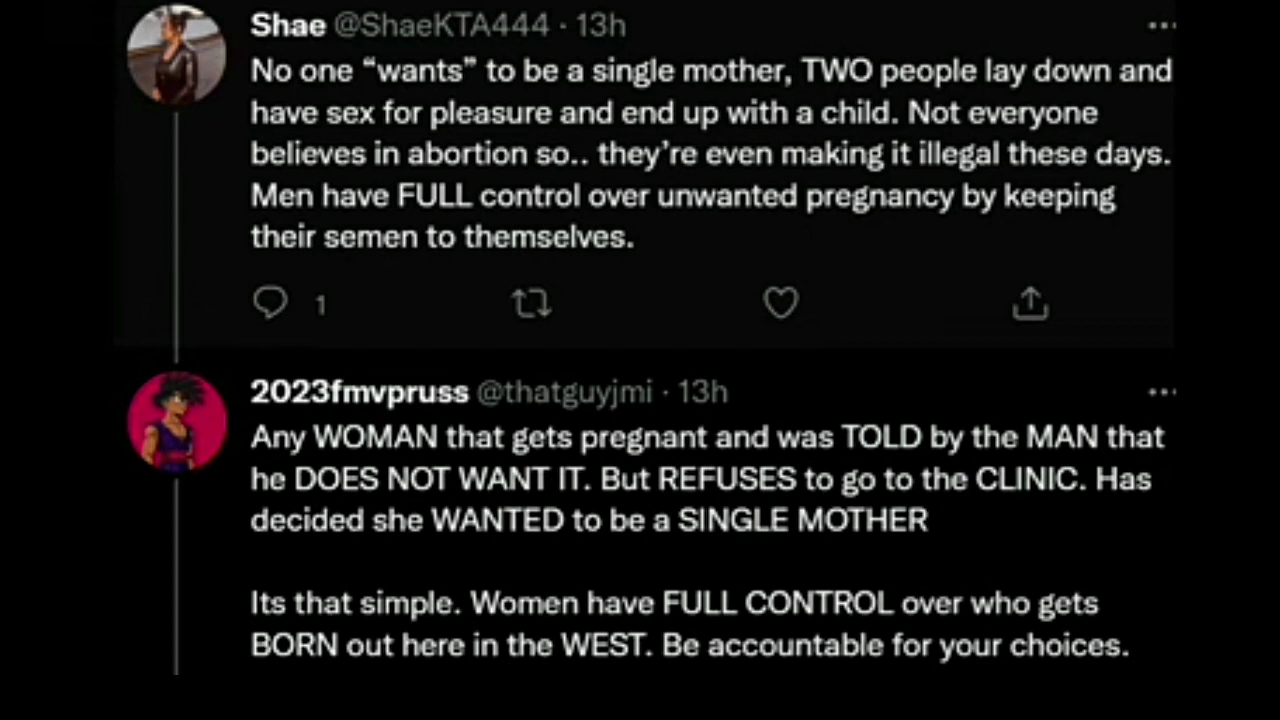 Shae @ShaeKTA444 · 13h
No one “wants” to be a single mother, TWO people lay down and
have sex for pleasure and end up with a child. Not everyone
believes in abortion so.. they’re even making it illegal these days.
Men have FULL control over unwanted pregnancy by keeping
their semen to themselves.
1
2023fmvpruss @thatguyjmi · 13h
Any WOMAN that gets pregnant and was TOLD by the MAN that
he DOES NOT WANT IT. But REFUSES to go to the CLINIC. Has
decided she WANTED to be a SINGLE MOTHER
Its that simple. Women have FULL CONTROL over who gets
BORN out here in the WEST. Be accountable for your choices.